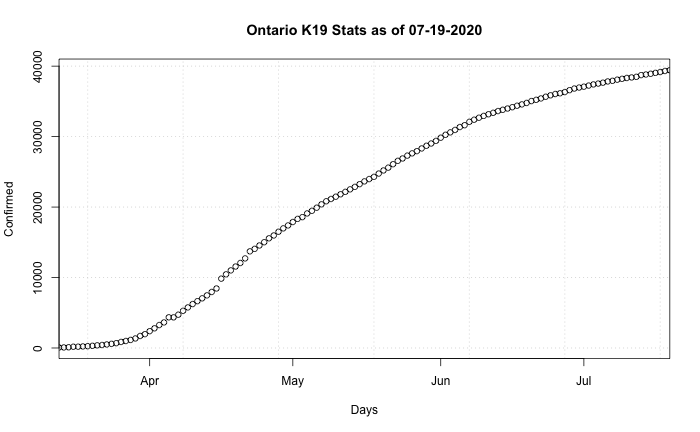 Ontario K19 Stats as of 07-19-2020
40000
30000
20000
10000
0
Confirmed
Apr May Jun Jul
Days